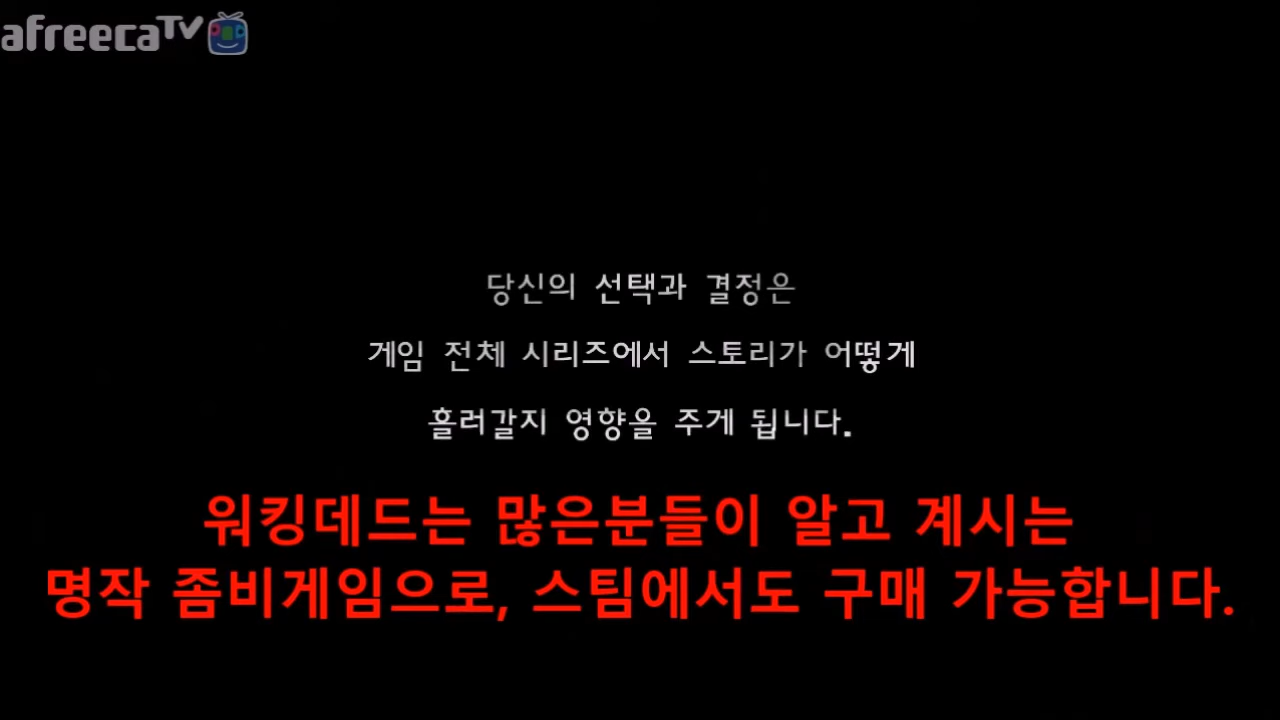 afreecaTV
당신의 선택과 결정은
게임 전체 시리즈에서 스토리가 어떻게
흘러갈지 영향을 주게 됩니다.
워킹데드는 많은분들이 알고 계시는
명작 좀비게임으로, 스팀에서도 구매 가능합니다.